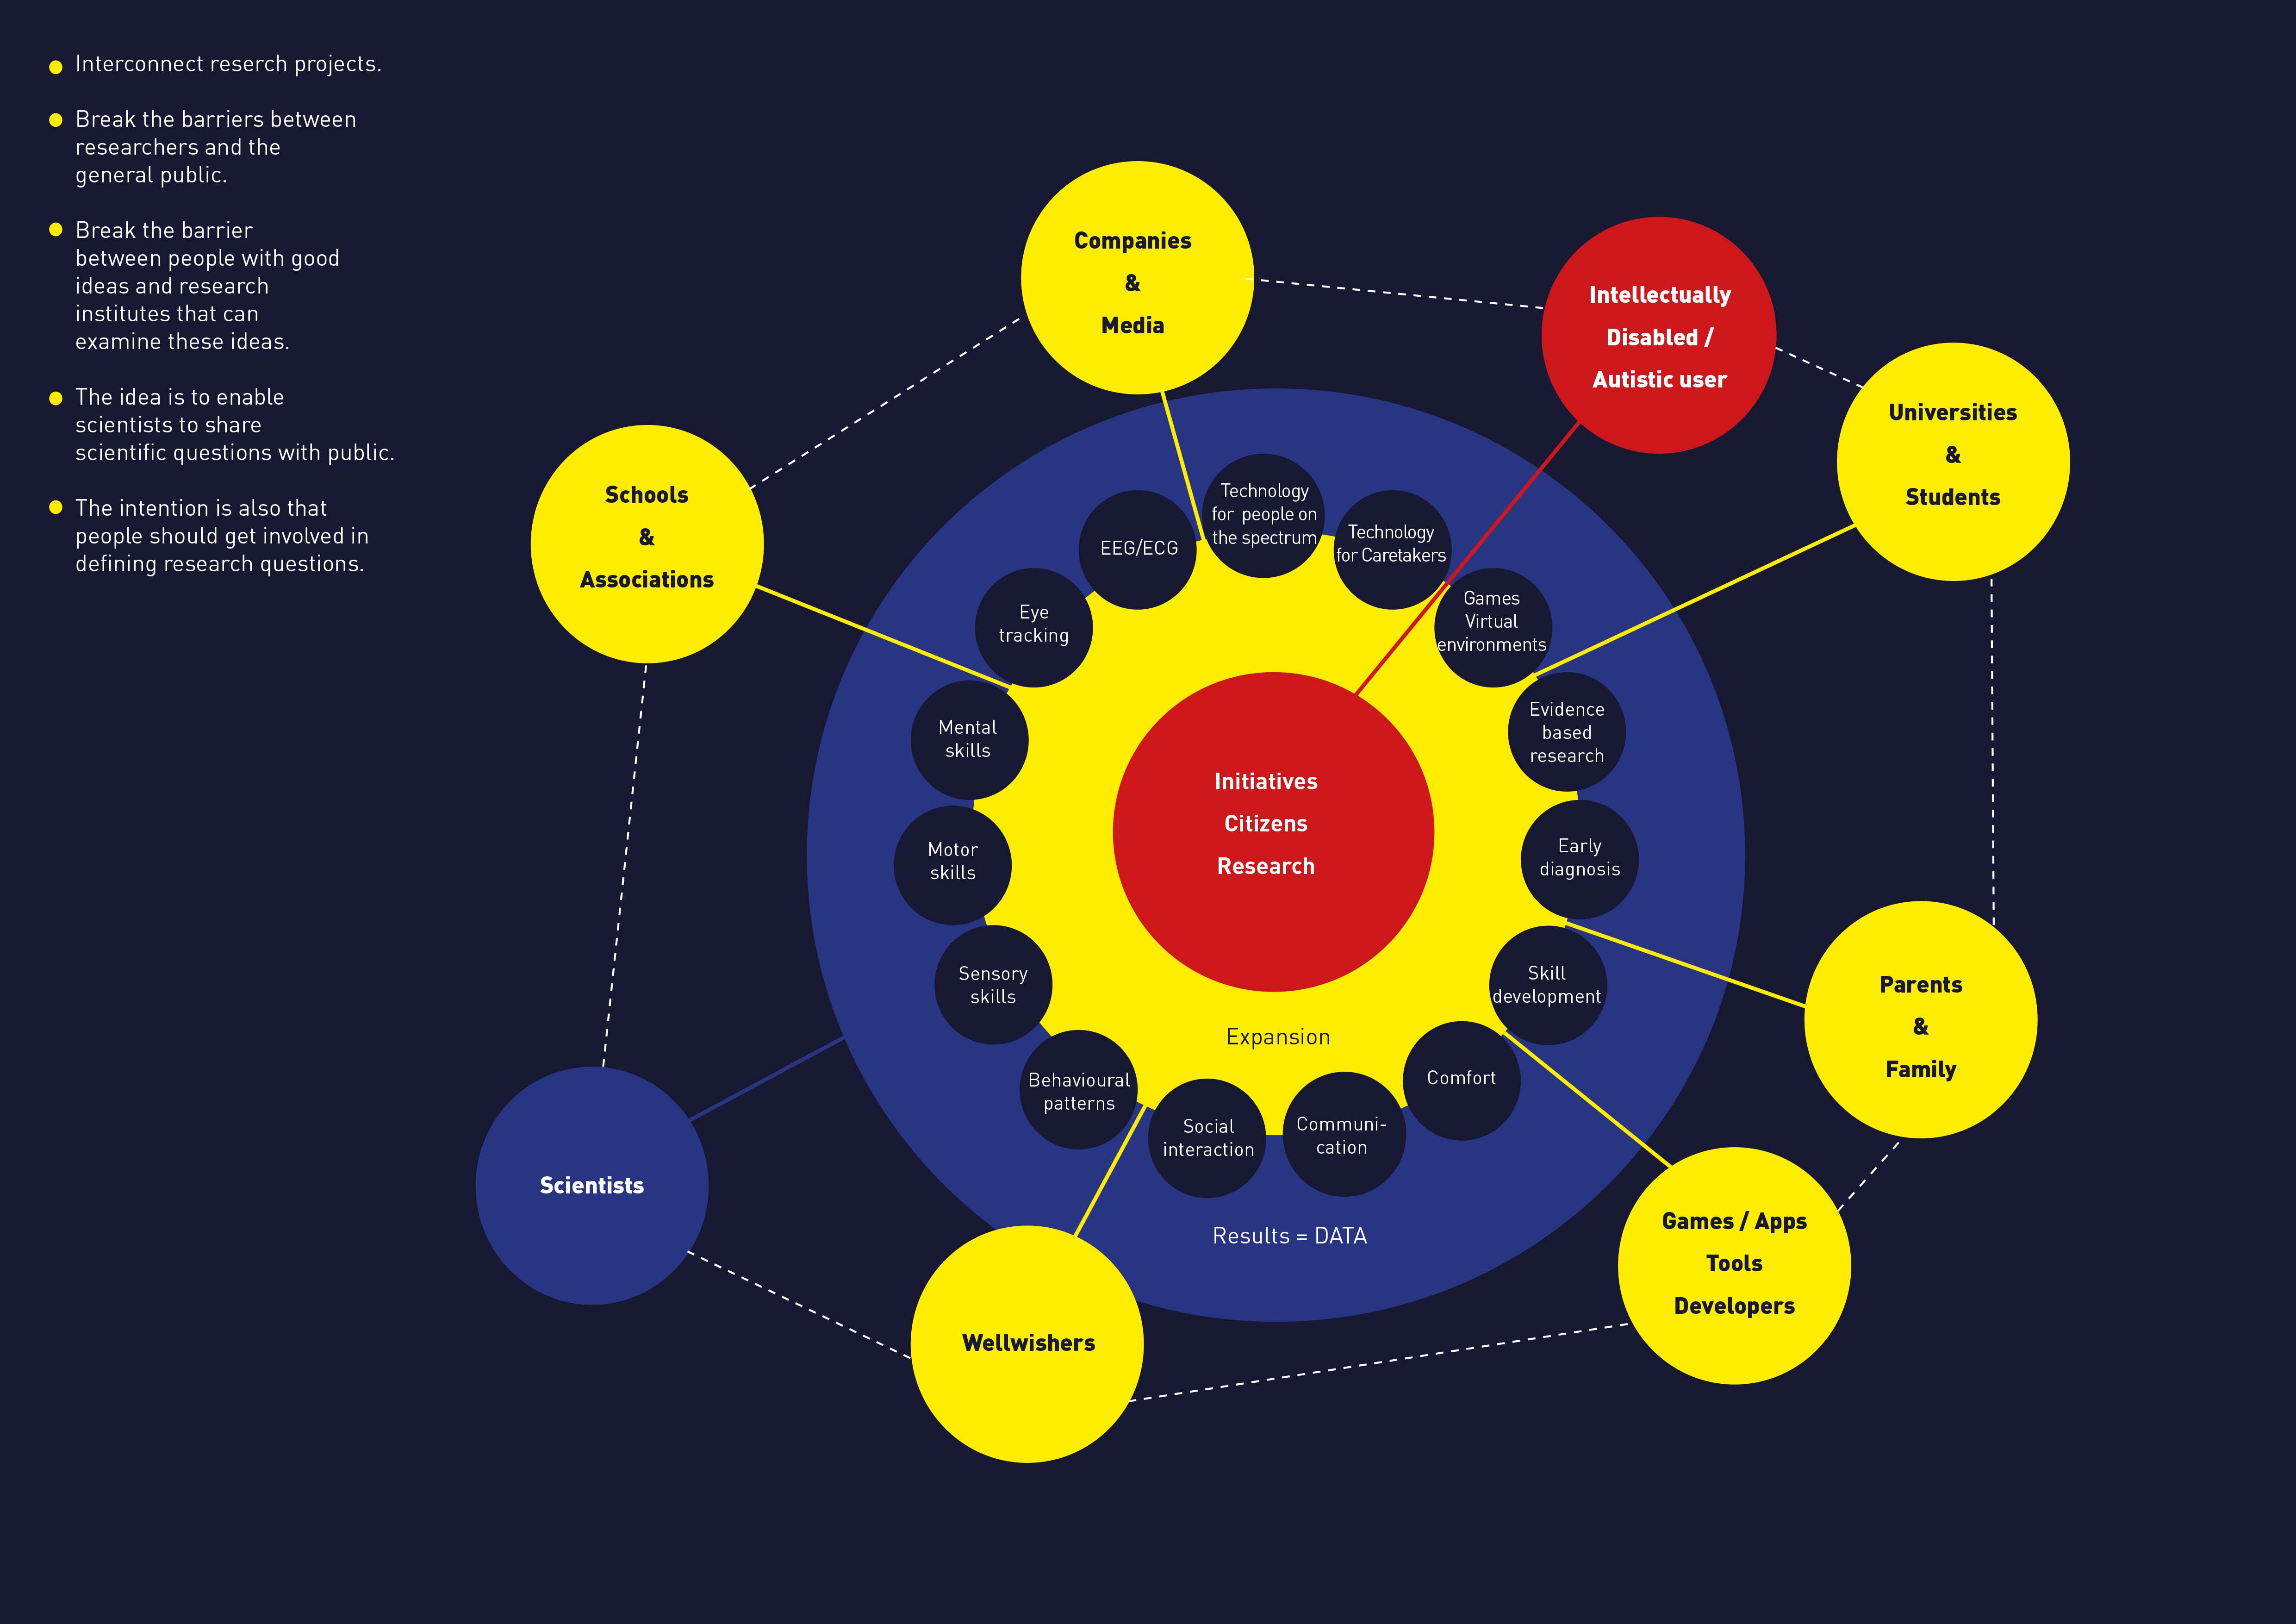 Interconnect reserch projects.
Break the barriers between
researchers and the
general public.
Break the barrier
between people with good
ideas and research
institutes that can
examine these ideas.
The idea is to enable
scientists to share
scientific questions with public.
The intention is also that
people should get involved in
defining research questions.
Companies
&
Media
Intellectually
Disabled /
Autistic user
Universities
&
Students
Schools
&
Associations
Technology
for people on
the spectrum
Technology
for Caretakers
EEG/ECG
Games
Virtual
environments
Eye
tracking
Evidence
based
research
Mental
skills
Initiatives
Citizens
Research
Early
diagnosis
Motor
skills
Skill
development
Sensory
skills
Parents
&
Family
Expansion
Comfort
Behavioural
patterns
Social
interaction
Communi-
cation
Scientists
Results = DATA
Games / Apps
Tools
Developers
Wellwishers